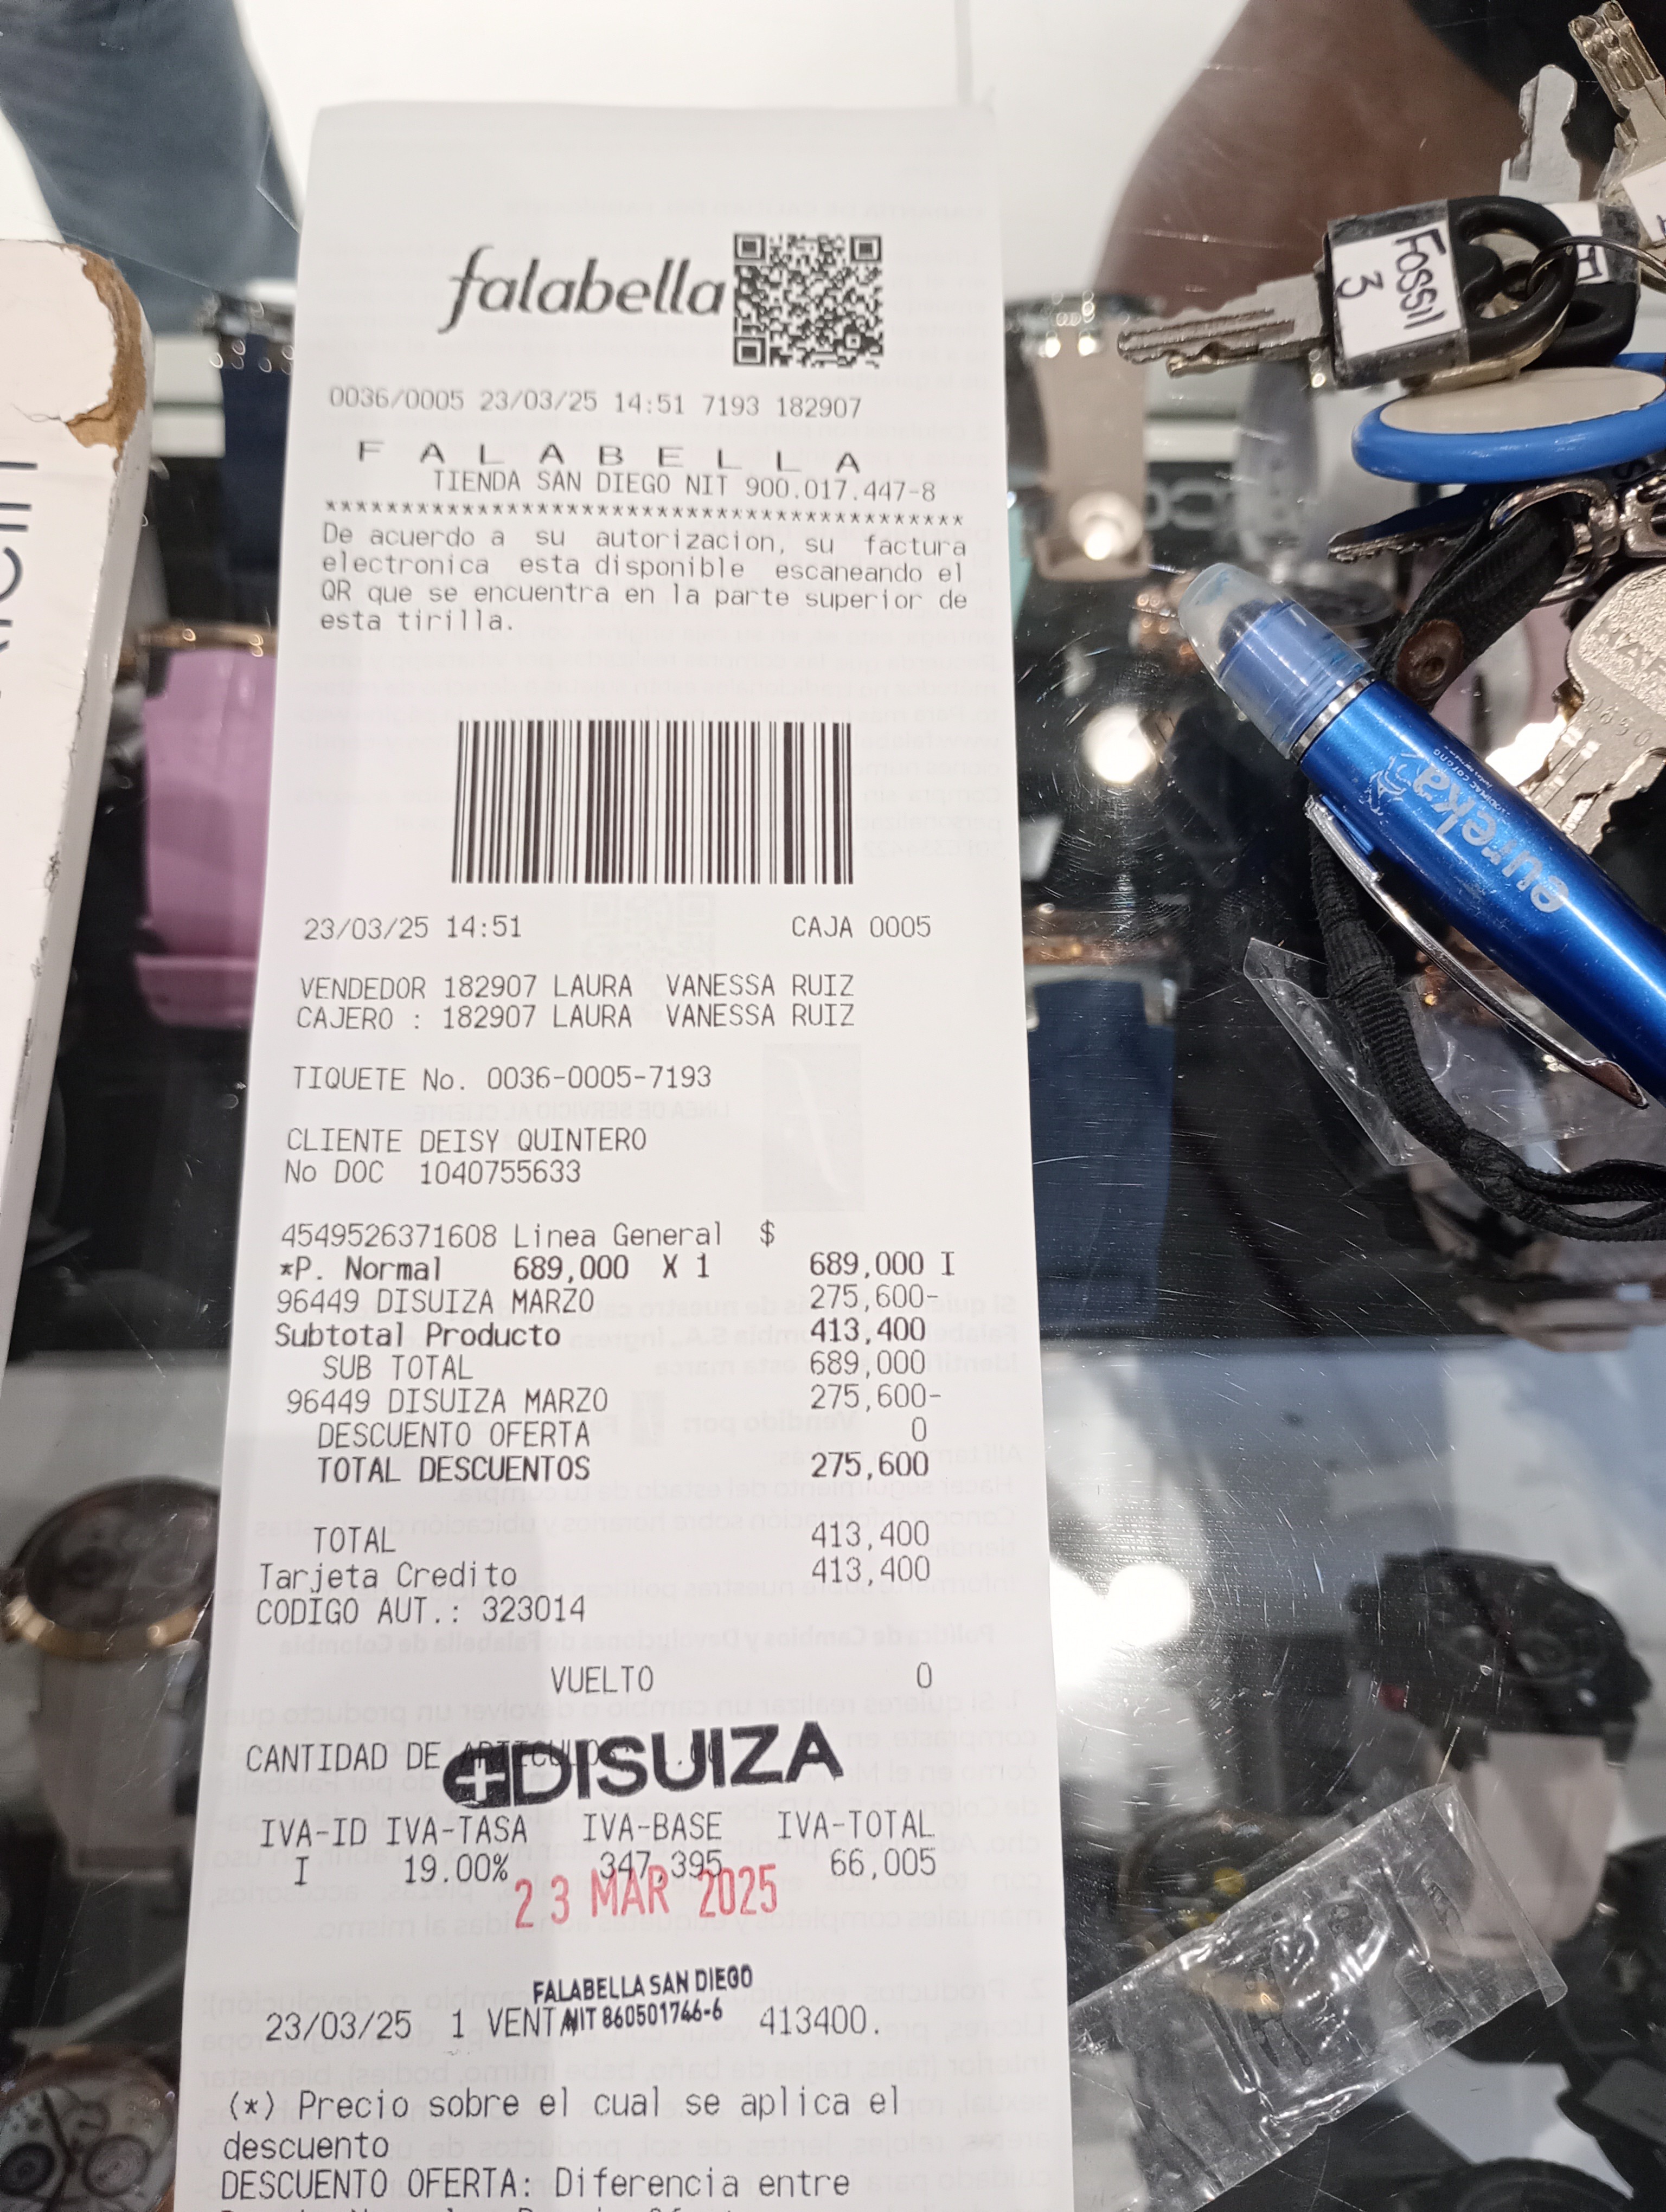 falabella
0036/0005 23/03/25 14:51 7193 182907
F A L A B E L L A
TIENDA SAN DIEGO NIT 900.017.447-8
******************************************
De acuerdo a su autorizacion, su factura
electronica esta disponible escaneando el
QR que se encuentra en la parte superior de
esta tirilla.
23/03/25 14:51 CAJA 0005
VENDEDOR 182907 LAURA VANESSA RUIZ
CAJERO : 182907 LAURA VANESSA RUIZ
TIQUETE No. 0036-0005-7193
CLIENTE DEISY QUINTERO
No DOC 1040755633
4549526371608 Linea General $
*P. Normal 689,000 X 1 689,000 I
96449 DISUIZA MARZO 275,600-
Subtotal Producto 413,400
SUB TOTAL 689,000
96449 DISUIZA MARZO 275,600-
DESCUENTO OFERTA 0
TOTAL DESCUENTOS 275,600
TOTAL 413,400
Tarjeta Credito 413,400
CODIGO AUT.: 323014
VUELTO 0
CANTIDAD DE
DISUIZA
IVA-ID IVA-TASA IVA-BASE IVA-TOTAL
I 19.00% 347,395 66,005
23 MAR 2025
FALABELLA SAN DIEGO
NIT 860501746-6
23/03/25 1 VENTA 413400.
(*) Precio sobre el cual se aplica el
descuento
DESCUENTO OFERTA: Diferencia entre
FOSSIL
3
eureka